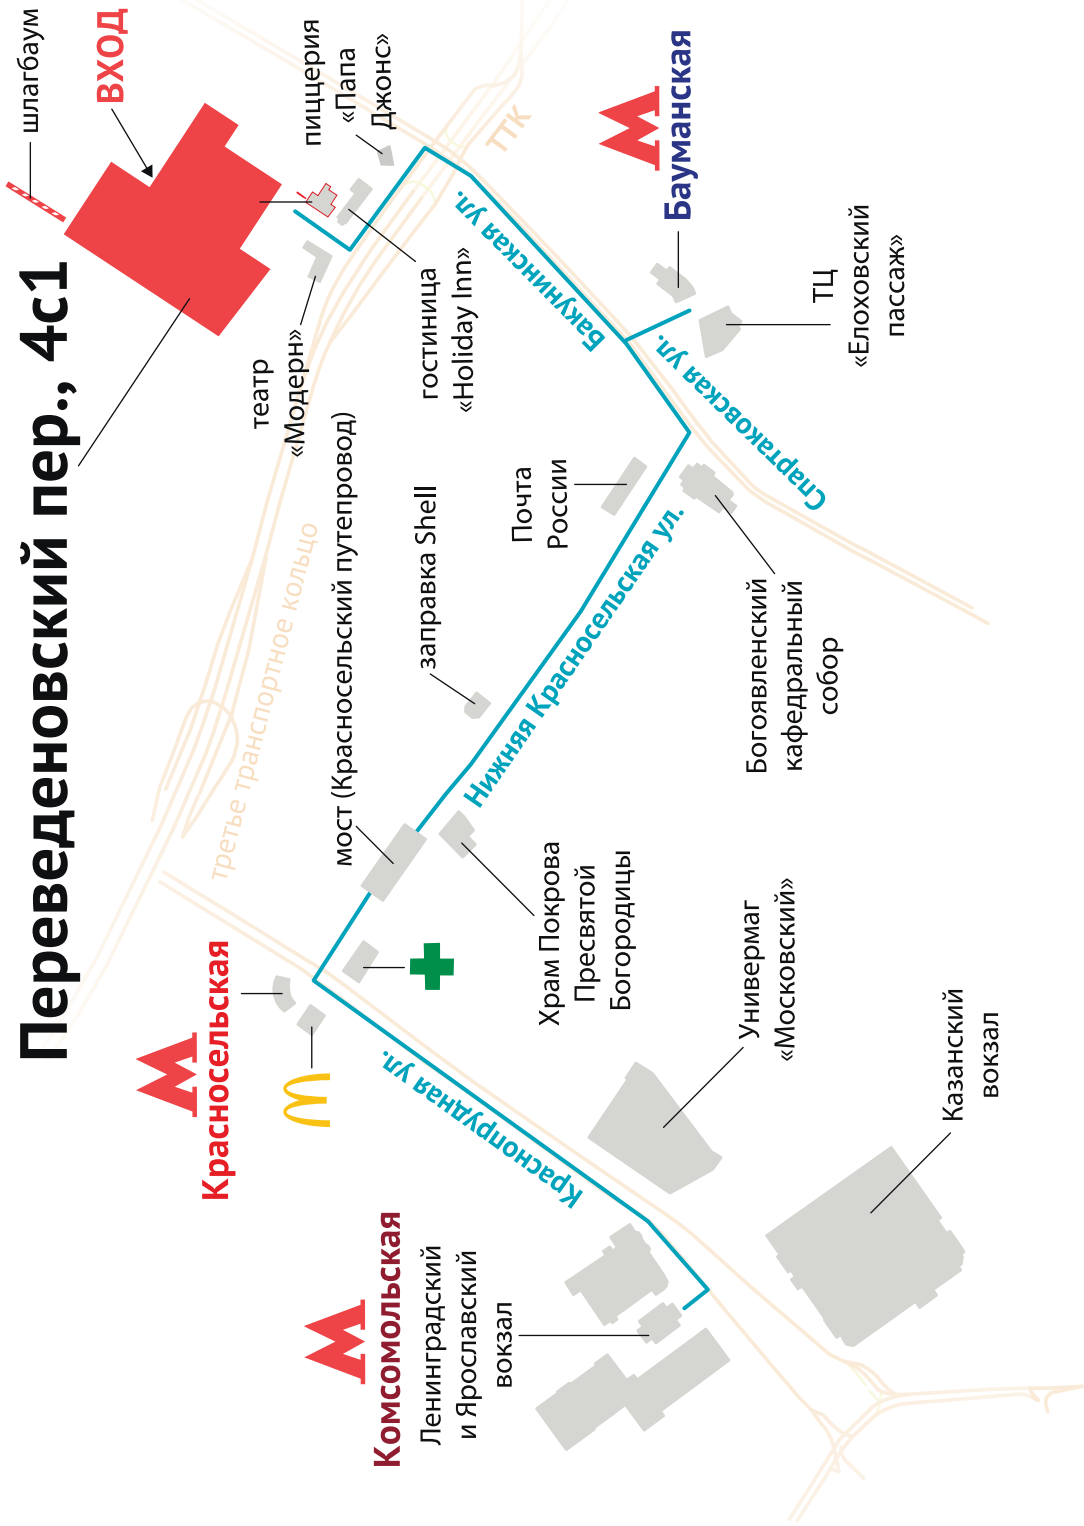 Переведеновский пер., 4с1
шлагбаум
ВХОД
пиццерия
«Папа
Джонс»
театр
«Модерн»
гостиница
«Holiday Inn»
ТТК
третье транспортное кольцо
мост (Красносельский путепровод)
заправка Shell
Почта
России
Бакунинская ул.
Бауманская
ТЦ
«Елоховский
пассаж»
Спартаковская ул.
Нижняя Красносельская ул.
Богоявленский
кафедральный
собор
Храм Покрова
Пресвятой
Богородицы
Красносельская
Краснопрудная ул.
Универмаг
«Московский»
Казанский
вокзал
Комсомольская
Ленинградский
и Ярославский
вокзал